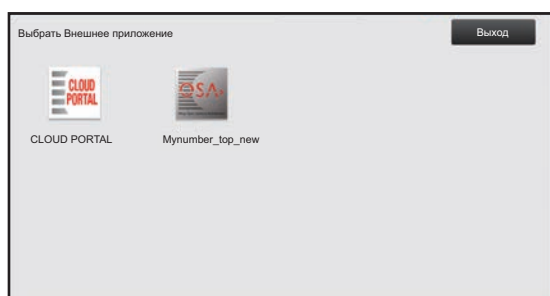 Выбрать Внешнее приложение
Выход
CLOUD
PORTAL
OSA
CLOUD PORTAL
Mynumber_top_new